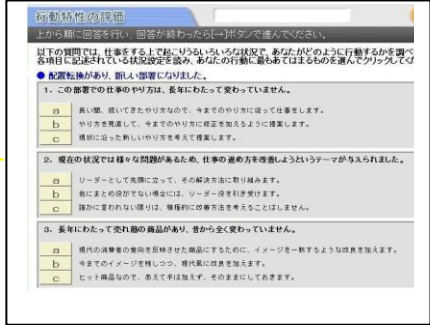 行動特性の評価
上から順に回答を行い、回答が終わったら[→]ボタンで進んでください。
以下の質問では、仕事をする上で起こりうるいろいろな状況で、あなたがどのように行動するかを調べ
各項目に記述されている状況設定を読み、あなたの行動に最もあてはまるものを選んでクリックしてく
● 配置転換があり、新しい部署になりました。
1. この部署での仕事のやり方は、長年にわたって変わっていません。
a 長い間、続いてきたやり方なので、今までのやり方に従って仕事をします。
b やり方を見直して、今までのやり方に修正を加えるように提案します。
c 現状に沿った新しいやり方を考えて提案します。
2. 現在の状況では様々な問題があるため、仕事の進め方を改善しようというテーマが与えられました。
a リーダーとして先頭に立って、その解決方法に取り組みます。
b 他にまとめ役がでない場合には、リーダー役を引き受けます。
c 誰かに言われない限りは、積極的に改善方法を考えることはしません。
3. 長年にわたって売れ筋の商品があり、昔から全く変わっていません。
a 現代の消費者の意向を反映させた商品にするために、イメージを一新するような改良を加えます。
b 今までのイメージを残しつつ、現代風に改良を加えます。
c ヒット商品なので、あえて手は加えず、そのままにしておきます。